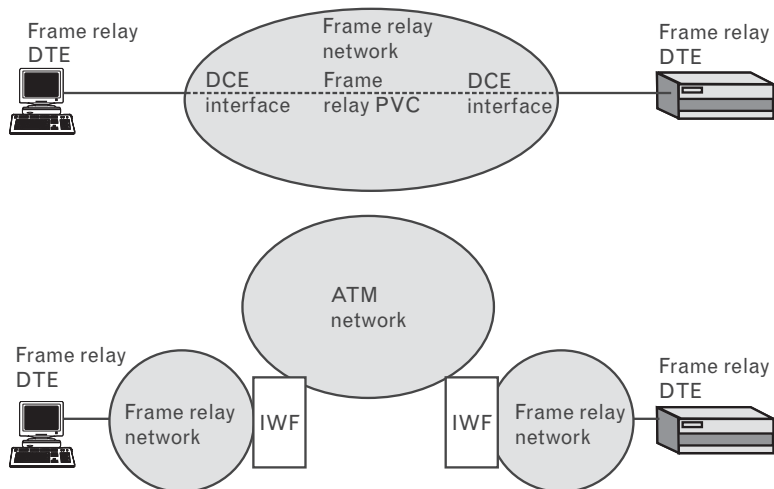 Frame relay
DTE
Frame relay
network
Frame relay
DTE
DCE
interface
Frame
relay PVC
DCE
interface
ATM
network
Frame relay
DTE
Frame relay
network
IWF
IWF
Frame relay
network
Frame relay
DTE